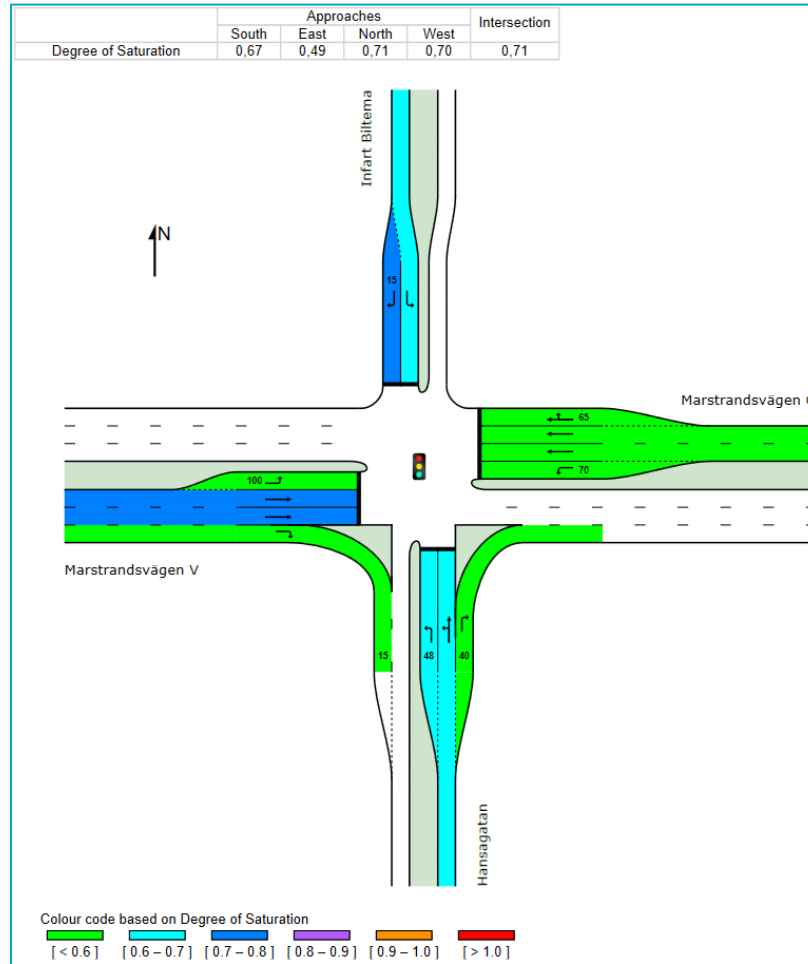 Approaches
Intersection
South East North West
Degree of Saturation 0,67 0,49 0,71 0,70 0,71
Infart Biltema
N
15
65
Marstrandsvägen
70
100
Marstrandsvägen V
15
48
40
Hansagatan
Colour code based on Degree of Saturation
[ < 0.6 ] [ 0.6 – 0.7 ] [ 0.7 – 0.8 ] [ 0.8 – 0.9 ] [ 0.9 – 1.0 ] [ > 1.0 ]